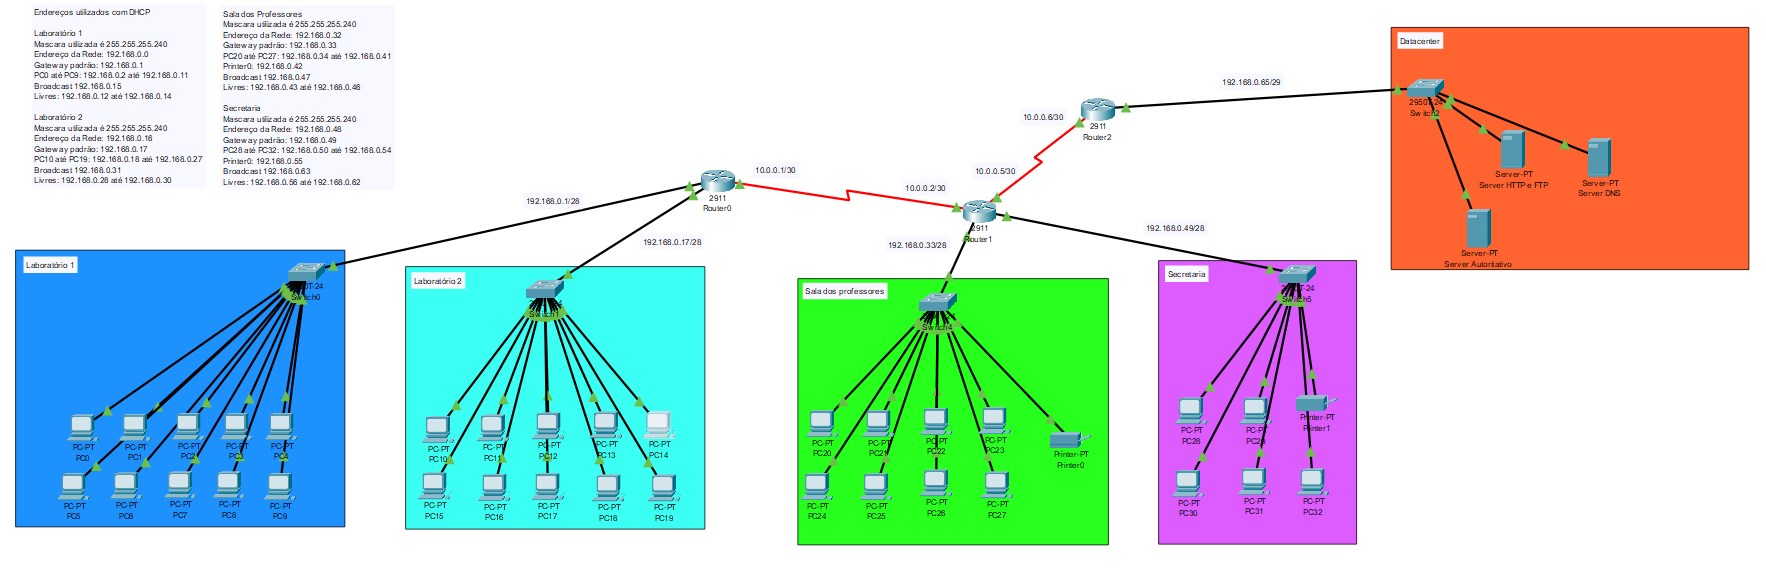 Endereços utilizados com DHCP
Laboratório 1
Mascara utilizada é 255.255.255.240
Endereço da Rede: 192.168.0.0
Gateway padrão: 192.168.0.1
PC0 até PC9: 192.168.0.2 até 192.168.0.11
Broadcast 192.168.0.15
Livres: 192.168.0.12 até 192.168.0.14
Laboratório 2
Mascara utilizada é 255.255.255.240
Endereço da Rede: 192.168.0.16
Gateway padrão: 192.168.0.17
PC10 até PC19: 192.168.0.18 até 192.168.0.27
Broadcast 192.168.0.31
Livres: 192.168.0.28 até 192.168.0.30
Sala dos Professores
Mascara utilizada é 255.255.255.240
Endereço da Rede: 192.168.0.32
Gateway padrão: 192.168.0.33
PC20 até PC27: 192.168.0.34 até 192.168.0.41
Printer0: 192.168.0.42
Broadcast 192.168.0.47
Livres: 192.168.0.43 até 192.168.0.46
Secretaria
Mascara utilizada é 255.255.255.240
Endereço da Rede: 192.168.0.48
Gateway padrão: 192.168.0.49
PC28 até PC32: 192.168.0.50 até 192.168.0.54
Printer0: 192.168.0.55
Broadcast 192.168.0.63
Livres: 192.168.0.56 até 192.168.0.62
192.168.0.1/28
2911
Router0
10.0.0.1/30
192.168.0.17/28
10.0.0.2/30
10.0.0.5/30
10.0.0.6/30
2911
Router1
2911
Router2
192.168.0.65/29
192.168.0.33/28
192.168.0.49/28
Datacenter
2950T-24
Switch2
Server-PT
Server HTTP e FTP
Server-PT
Server DNS
Server-PT
Server Autoritativo
Laboratório 1
Switch0
PC-PT
PC0
PC-PT
PC1
PC-PT
PC2
PC-PT
PC3
PC-PT
PC4
PC-PT
PC5
PC-PT
PC6
PC-PT
PC7
PC-PT
PC8
PC-PT
PC9
Laboratório 2
Switch1
PC-PT
PC10
PC-PT
PC11
PC-PT
PC12
PC-PT
PC13
PC-PT
PC14
PC-PT
PC15
PC-PT
PC16
PC-PT
PC17
PC-PT
PC18
PC-PT
PC19
Sala dos professores
Switch4
PC-PT
PC20
PC-PT
PC21
PC-PT
PC22
PC-PT
PC23
Printer-PT
Printer0
PC-PT
PC24
PC-PT
PC25
PC-PT
PC26
PC-PT
PC27
Secretaria
Switch5
PC-PT
PC28
PC-PT
PC29
Printer-PT
Printer1
PC-PT
PC30
PC-PT
PC31
PC-PT
PC32